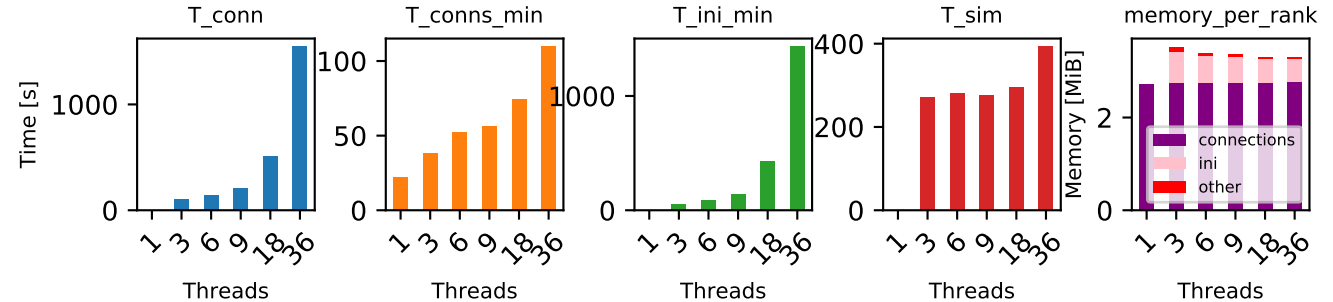 T_conn
T_conns_min
T_ini_min
T_sim
memory_per_rank
Time [s]
1000
0
1
3
6
9
18
36
Threads
100
50
0
1
3
6
9
18
36
Threads
1000
0
1
3
6
9
18
36
Threads
400
200
0
1
3
6
9
18
36
Threads
Memory [MiB]
2
0
connections
ini
other
1
3
6
9
18
36
Threads